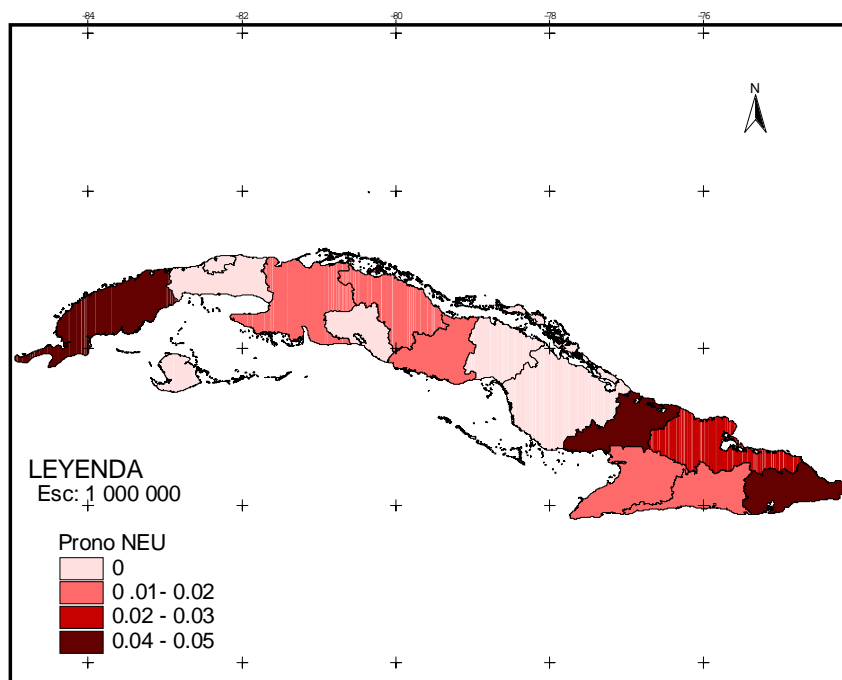 -84 -82 -80 -78 -76
N
LEYENDA
Esc: 1 000 000
Prono NEU
0
0 .01- 0.02
0.02 - 0.03
0.04 - 0.05